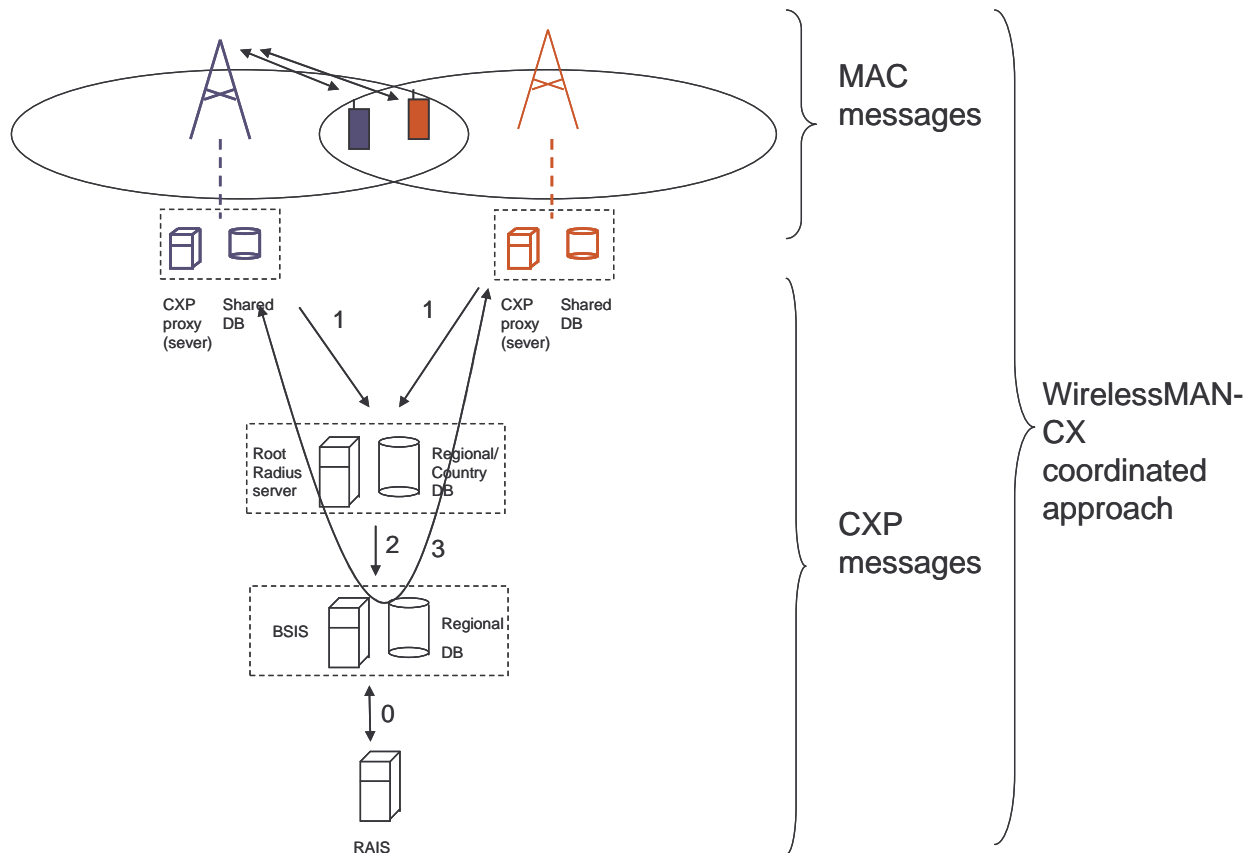 MAC
messages
CXP
proxy
(sever)
Shared
DB
CXP
proxy
(sever)
Shared
DB
1
1
Root
Radius
server
Regional/
Country
DB
2
3
BSIS
Regional
DB
0
RAIS
CXP
messages
WirelessMAN-
CX
coordinated
approach